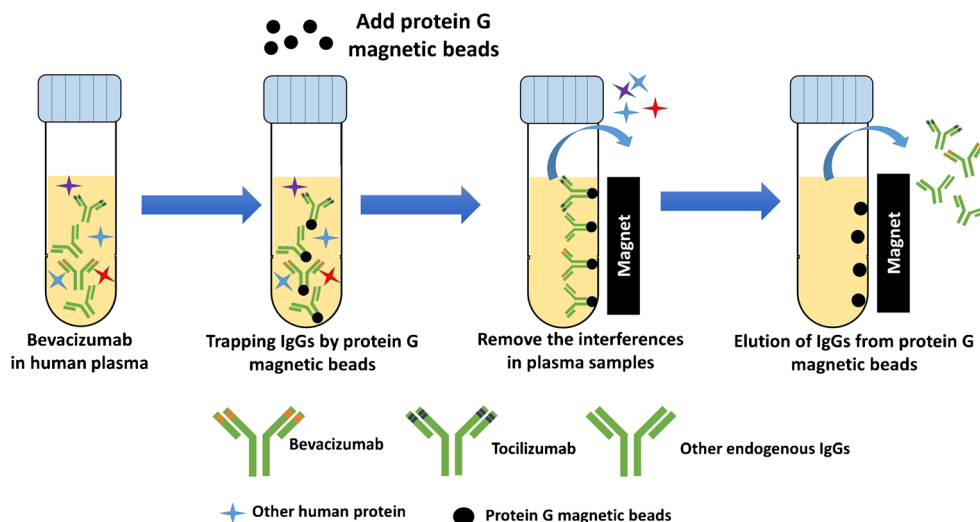 Add protein G
magnetic beads
Bevacizumab
in human plasma
Trapping IgGs by protein G
magnetic beads
Magnet
Remove the interferences
in plasma samples
Magnet
Elution of IgGs from protein G
magnetic beads
Bevacizumab
Tocilizumab
Other endogenous IgGs
Other human protein
Protein G magnetic beads